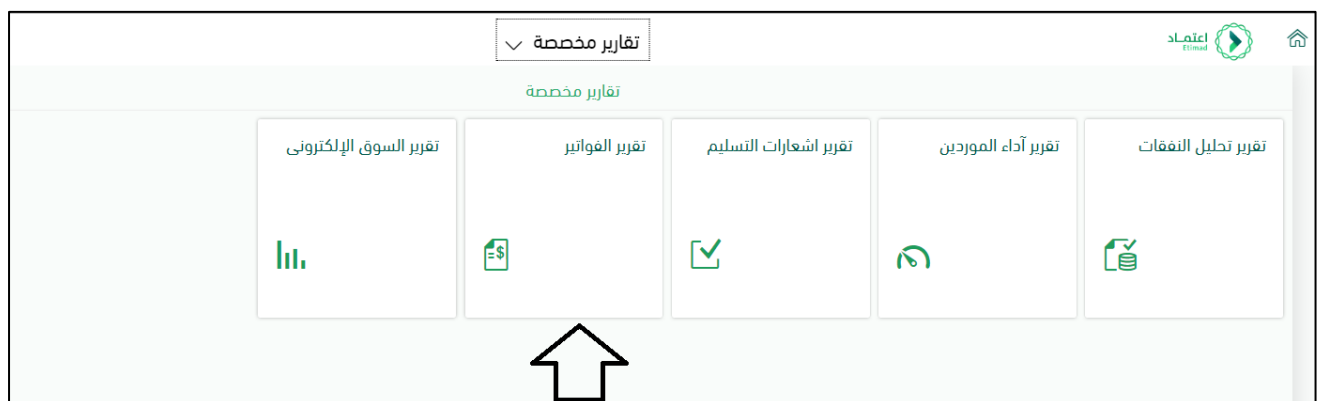 اعتمـاد
Etimad
تقارير مخصصة
تقارير مخصصة
تقرير تحليل النفقات
تقرير آداء الموردين
تقرير اشعارات التسليم
تقرير الفواتير
تقرير السوق الإلكترونى